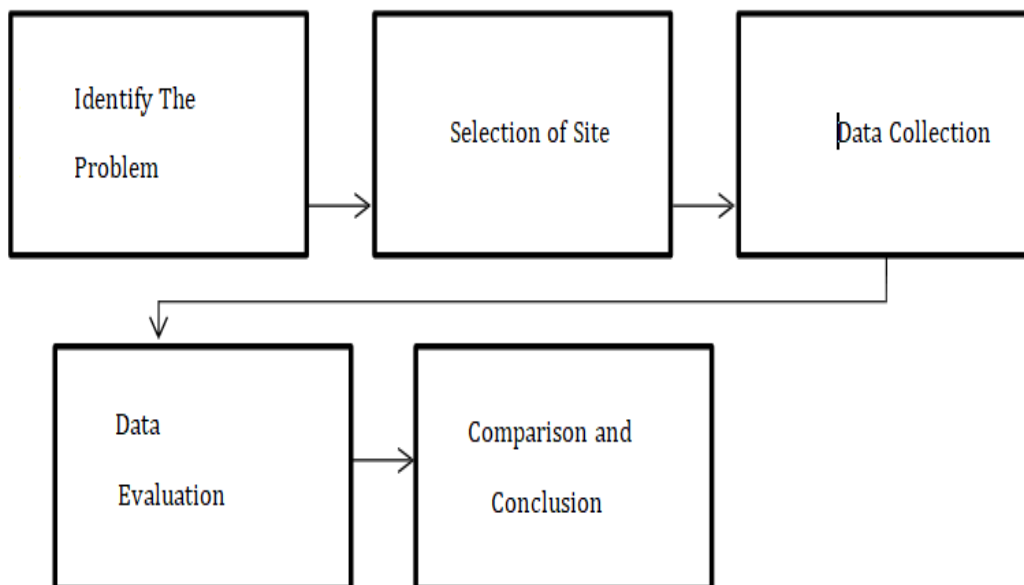 Identify The
Problem
Selection of Site
Data Collection
Data
Evaluation
Comparison and
Conclusion